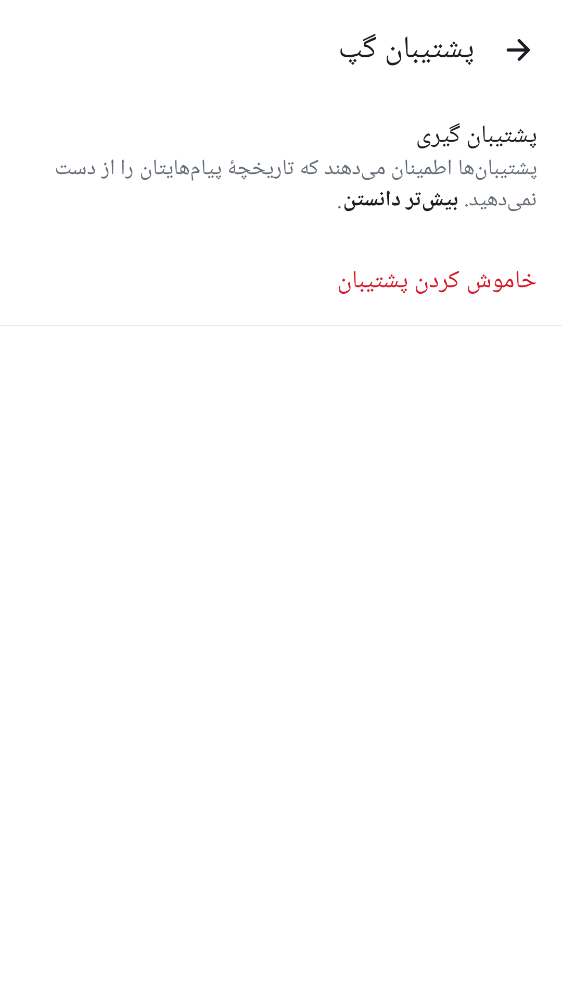 پشتیبان گپ
پشتیبان گیری
پشتیبان‌ها اطمینان می‌دهند که تاریخچهٔ پیام‌هایتان را از دست
نمی‌دهید. بیش‌تر دانستن.
خاموش کردن پشتیبان